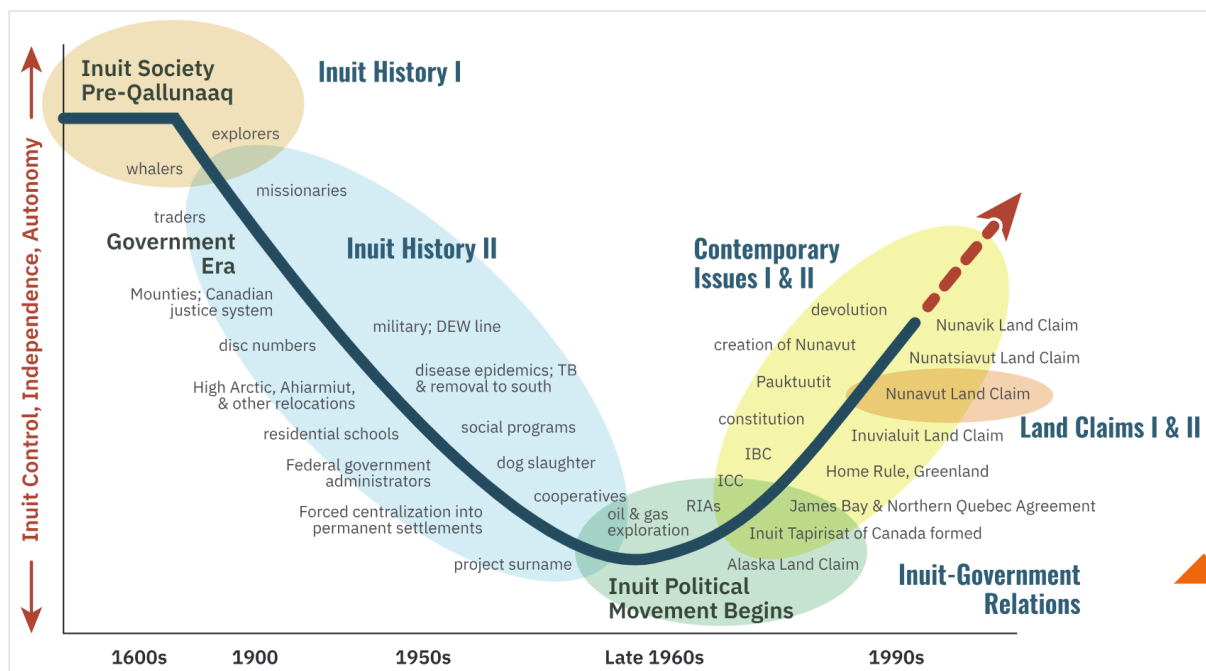 Inuit Control, Independence, Autonomy
Inuit Society
Pre-Qallunaaq
Inuit History I
explorers
whalers
missionaries
traders
Government
Era
Inuit History II
Mounties; Canadian
justice system
military; DEW line
disc numbers
disease epidemics; TB
& removal to south
High Arctic, Ahiarmiut,
& other relocations
social programs
residential schools
dog slaughter
Federal government
administrators
cooperatives
Forced centralization into
permanent settlements
project surname
oil & gas
exploration
Inuit Political
Movement Begins
Contemporary
Issues I & II
devolution
creation of Nunavut
Pauktuutit
constitution
IBC
ICC
RIAs
Nunavik Land Claim
Nunatsiavut Land Claim
Nunavut Land Claim
Land Claims I & II
Inuvialuit Land Claim
Home Rule, Greenland
James Bay & Northern Quebec Agreement
Inuit Tapirisat of Canada formed
Alaska Land Claim
Inuit-Government
Relations
1600s
1900
1950s
Late 1960s
1990s